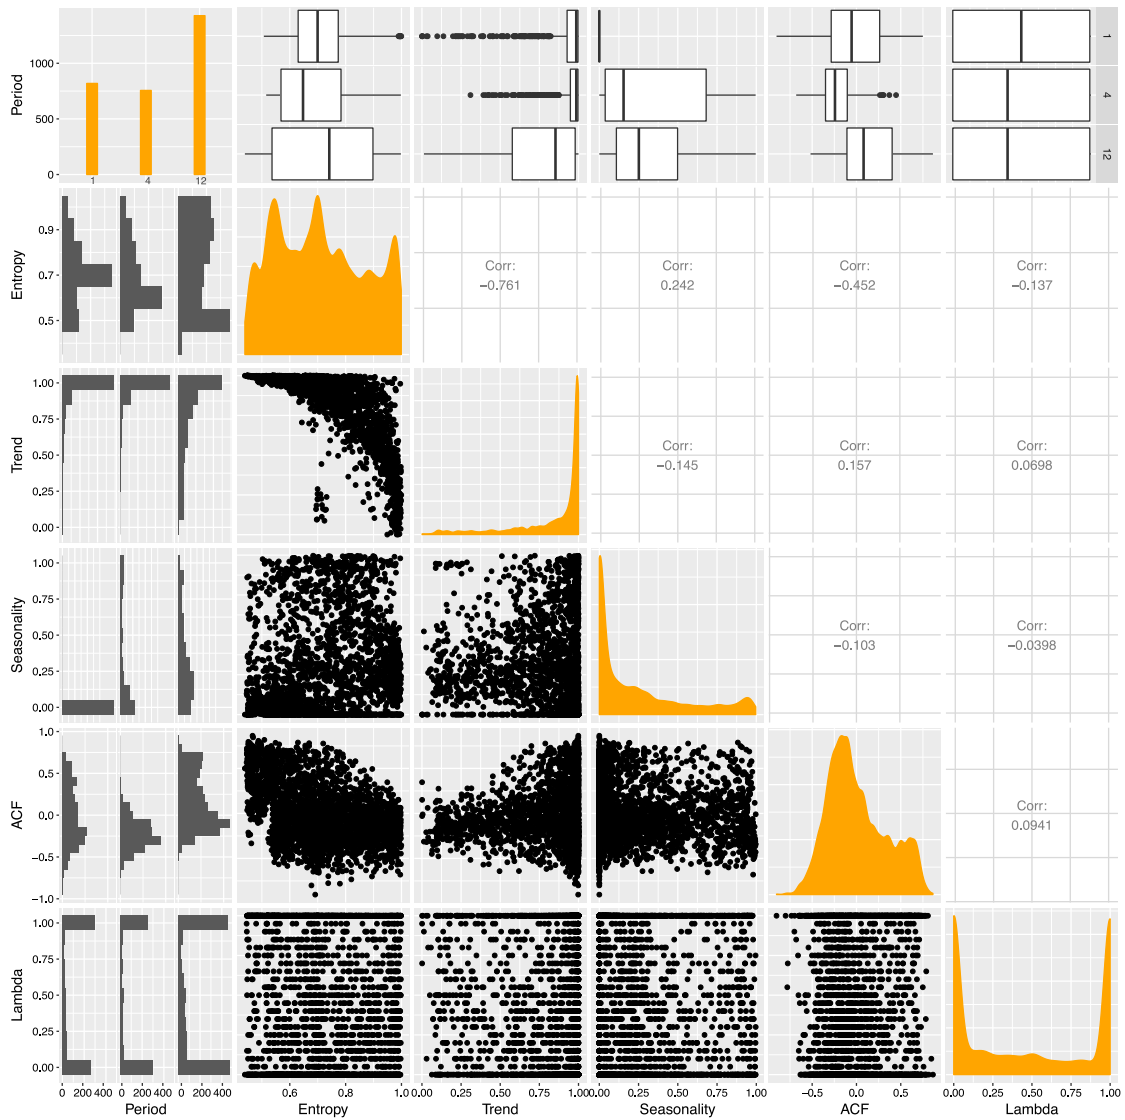 Period
1000
500
0
1
4
12
1
4
12
Entropy
0.9
0.7
0.5
Corr:
−0.761
Corr:
0.242
Corr:
−0.452
Corr:
−0.137
Trend
1.00
0.75
0.50
0.25
0.00
Corr:
−0.145
Corr:
0.157
Corr:
0.0698
Seasonality
1.00
0.75
0.50
0.25
0.00
Corr:
−0.103
Corr:
−0.0398
ACF
1.0
0.5
0.0
−0.5
−1.0
Corr:
0.0941
Lambda
1.00
0.75
0.50
0.25
0.00
0 200 400 0 200 400 0 200 400
0.6 0.8 1.0
0.00 0.25 0.50 0.75 1.00
0.00 0.25 0.50 0.75 1.00
−0.5 0.0 0.5
0.00 0.25 0.50 0.75 1.00
Period Entropy Trend Seasonality ACF Lambda